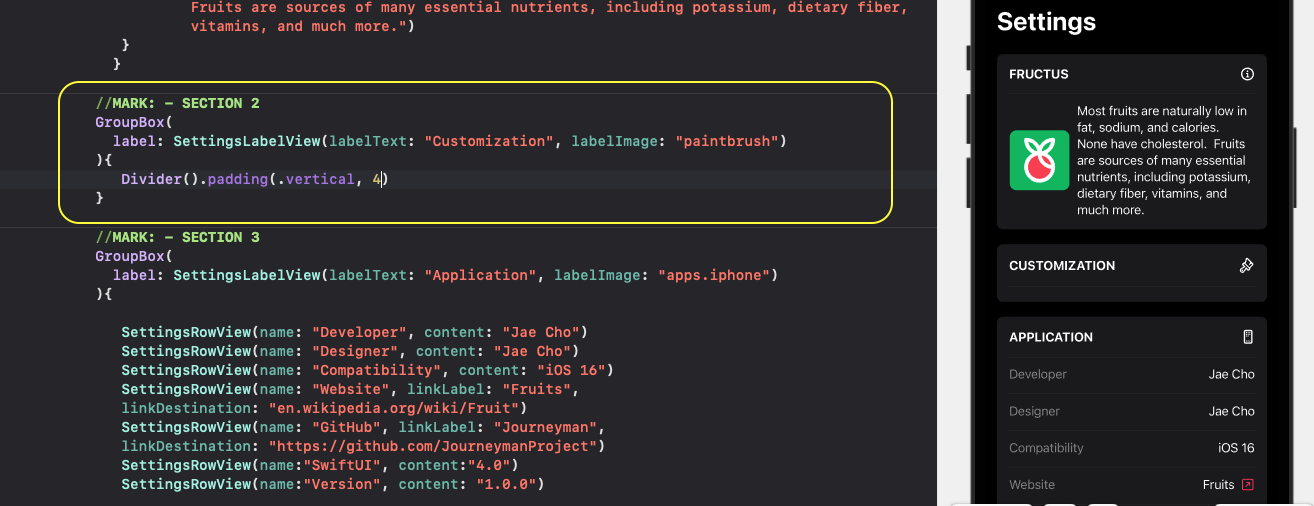 Fruits are sources of many essential nutrients, including potassium, dietary fiber,
vitamins, and much more.")
}
}
//MARK: - SECTION 2
GroupBox(
label: SettingsLabelView(labelText: "Customization", labelImage: "paintbrush")
){
Divider().padding(.vertical, 4)
}
//MARK: - SECTION 3
GroupBox(
label: SettingsLabelView(labelText: "Application", labelImage: "apps.iphone")
){
SettingsRowView(name: "Developer", content: "Jae Cho")
SettingsRowView(name: "Designer", content: "Jae Cho")
SettingsRowView(name: "Compatibility", content: "iOS 16")
SettingsRowView(name: "Website", linkLabel: "Fruits",
linkDestination: "en.wikipedia.org/wiki/Fruit")
SettingsRowView(name: "GitHub", linkLabel: "Journeyman",
linkDestination: "https://github.com/JourneymanProject")
SettingsRowView(name:"SwiftUI", content:"4.0")
SettingsRowView(name:"Version", content: "1.0.0")
Settings
FRUCTUS
Most fruits are naturally low in
fat, sodium, and calories.
None have cholesterol. Fruits
are sources of many essential
nutrients, including potassium,
dietary fiber, vitamins, and
much more.
CUSTOMIZATION
APPLICATION
Developer Jae Cho
Designer Jae Cho
Compatibility iOS 16
Website Fruits